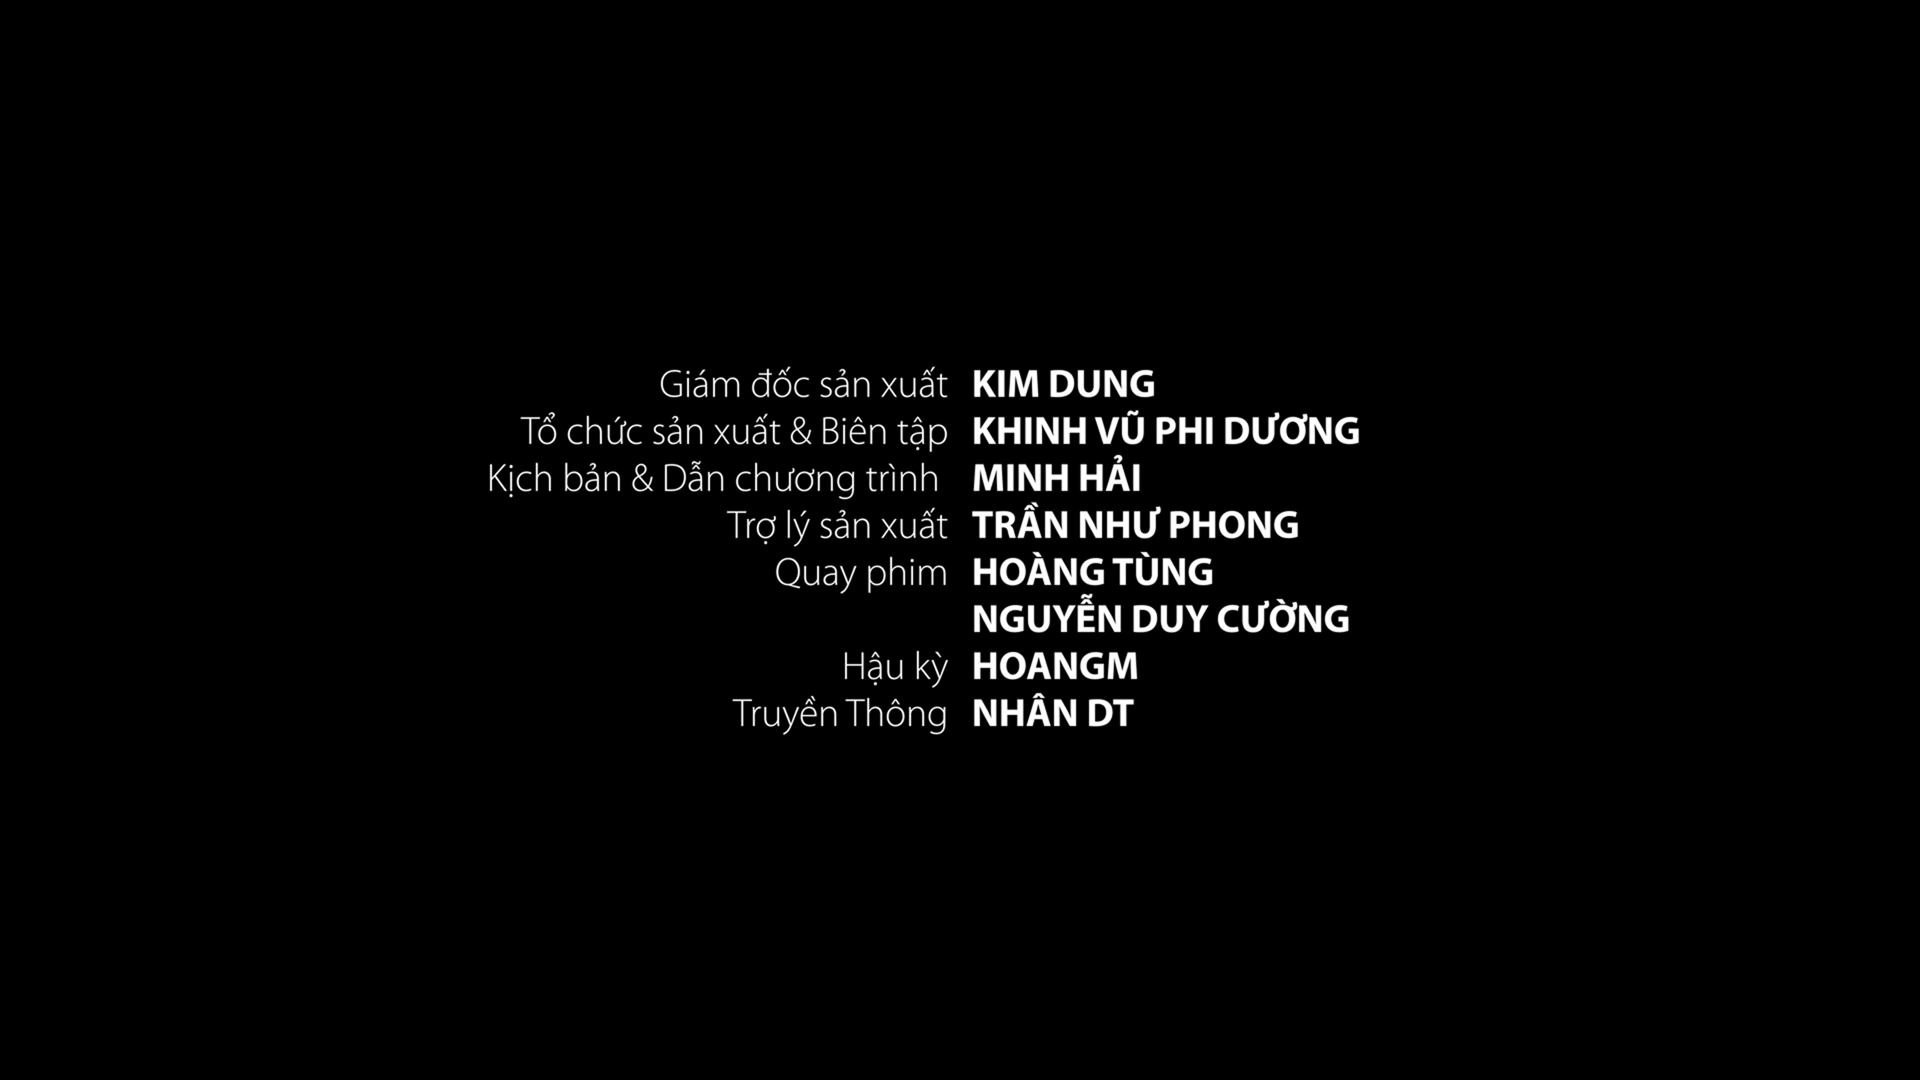 Giám đốc sản xuất KIM DUNG
Tổ chức sản xuất & Biên tập KHINH VŨ PHI DƯƠNG
Kịch bản & Dẫn chương trình MINH HẢI
Trợ lý sản xuất TRẦN NHƯ PHONG
Quay phim HOÀNG TÙNG
NGUYỄN DUY CƯỜNG
Hậu kỳ HOANGM
Truyền Thông NHÂN DT